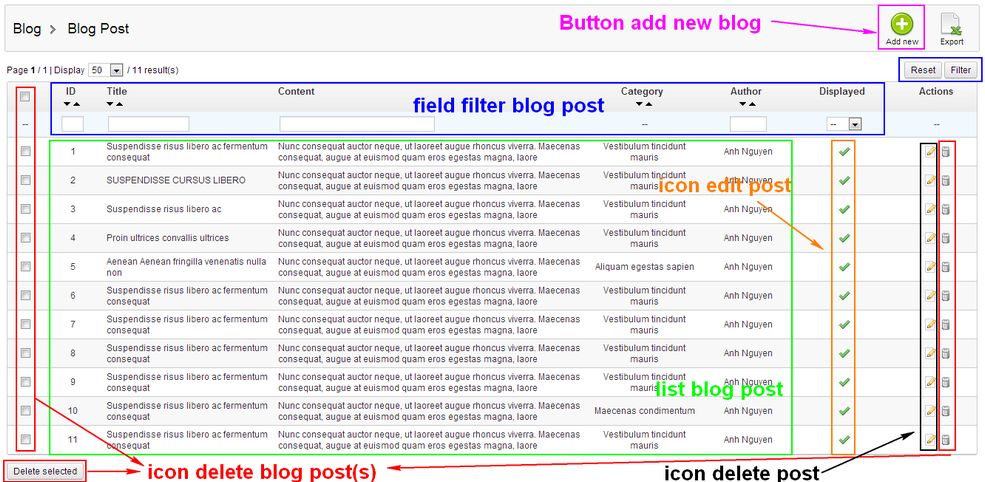 Blog > Blog Post
Button add new blog
Add new
Export
Page 1 / 1 | Display 50 / 11 result(s)
Reset Filter
ID Title Content Category Author Displayed Actions
field filter blog post
-- -- -- --
1 Suspendisse risus libero ac fermentum consequat Nunc consequat auctor neque, ut laoreet augue rhoncus viverra. Maecenas consequat, augue at euismod quam eros egestas magna, laore Vestibulum tincidunt mauris Anh Nguyen
2 SUSPENDISSE CURSUS LIBERO Nunc consequat auctor neque, ut laoreet augue rhoncus viverra. Maecenas consequat, augue at euismod quam eros egestas magna, laore Vestibulum tincidunt mauris Anh Nguyen
icon edit post
3 Suspendisse risus libero ac Nunc consequat auctor neque, ut laoreet augue rhoncus viverra. Maecenas consequat, augue at euismod quam eros egestas magna, laore Vestibulum tincidunt mauris Anh Nguyen
4 Proin ultrices convallis ultrices Nunc consequat auctor neque, ut laoreet augue rhoncus viverra. Maecenas consequat, augue at euismod quam eros egestas magna, laore Vestibulum tincidunt mauris Anh Nguyen
5 Aenean Aenean fringilla venenatis nulla non Nunc consequat auctor neque, ut laoreet augue rhoncus viverra. Maecenas consequat, augue at euismod quam eros egestas magna, laore Aliquam egestas sapien Anh Nguyen
6 Suspendisse risus libero ac fermentum consequat Nunc consequat auctor neque, ut laoreet augue rhoncus viverra. Maecenas consequat, augue at euismod quam eros egestas magna, laore Vestibulum tincidunt mauris Anh Nguyen
7 Suspendisse risus libero ac fermentum consequat Nunc consequat auctor neque, ut laoreet augue rhoncus viverra. Maecenas consequat, augue at euismod quam eros egestas magna, laore Vestibulum tincidunt mauris Anh Nguyen
8 Suspendisse risus libero ac fermentum consequat Nunc consequat auctor neque, ut laoreet augue rhoncus viverra. Maecenas consequat, augue at euismod quam eros egestas magna, laore Vestibulum tincidunt mauris Anh Nguyen
9 Suspendisse risus libero ac fermentum consequat Nunc consequat auctor neque, ut laoreet augue rhoncus viverra. Maecenas consequat, augue at euismod quam eros egestas magna, laore Vestibulum tincidunt mauris Anh Nguyen
list blog post
10 Suspendisse risus libero ac fermentum consequat Nunc consequat auctor neque, ut laoreet augue rhoncus viverra. Maecenas consequat, augue at euismod quam eros egestas magna, laore Maecenas condimentum Anh Nguyen
11 Suspendisse risus libero ac fermentum consequat Nunc consequat auctor neque, ut laoreet augue rhoncus viverra. Maecenas consequat, augue at euismod quam eros egestas magna, laore Vestibulum tincidunt mauris Anh Nguyen
Delete selected
icon delete blog post(s)
icon delete post